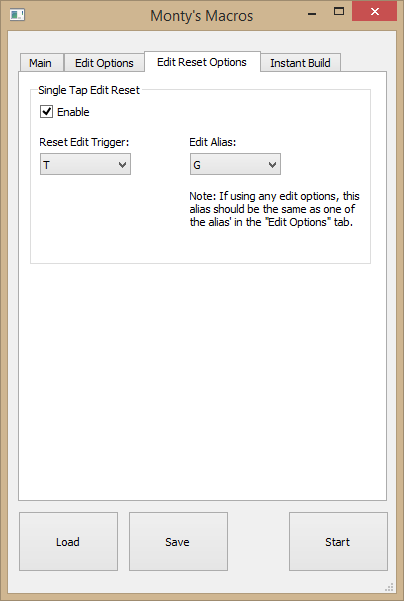 Monty's Macros
Main Edit Options Edit Reset Options Instant Build
Single Tap Edit Reset
Enable
Reset Edit Trigger: Edit Alias:
T G
Note: If using any edit options, this
alias should be the same as one of
the alias' in the "Edit Options" tab.
Load Save Start